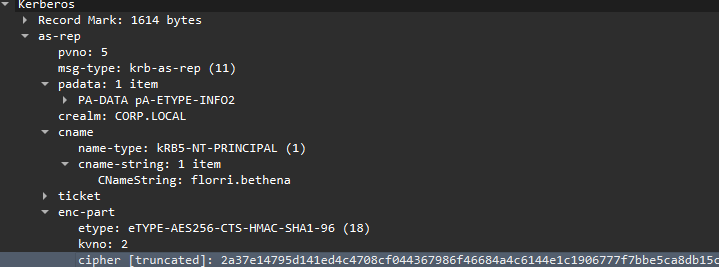 Kerberos
Record Mark: 1614 bytes
as-rep
pvno: 5
msg-type: krb-as-rep (11)
padata: 1 item
PA-DATA pA-ETYPE-INFO2
crealm: CORP.LOCAL
cname
name-type: kRB5-NT-PRINCIPAL (1)
cname-string: 1 item
CNameString: florri.bethena
ticket
enc-part
etype: eTYPE-AES256-CTS-HMAC-SHA1-96 (18)
kvno: 2
cipher [truncated]: 2a37e14795d141ed4c4708cf044367986f46684a4c6144e1c1906777f7bbe5ca8db15c